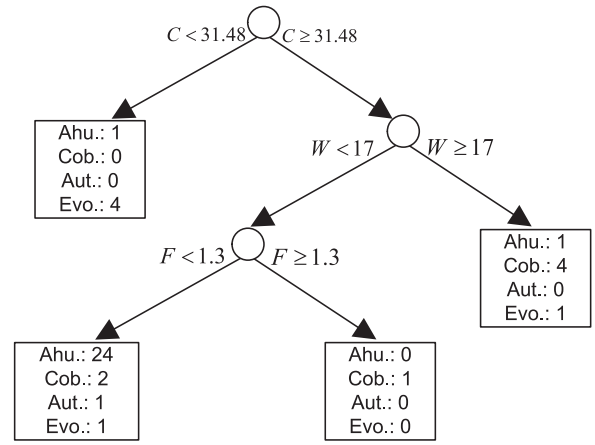 C < 31.48 C ≥ 31.48
Ahu.: 1
Cob.: 0
Aut.: 0
Evo.: 4
W < 17 W ≥ 17
F < 1.3 F ≥ 1.3
Ahu.: 1
Cob.: 4
Aut.: 0
Evo.: 1
Ahu.: 24
Cob.: 2
Aut.: 1
Evo.: 1
Ahu.: 0
Cob.: 1
Aut.: 0
Evo.: 0